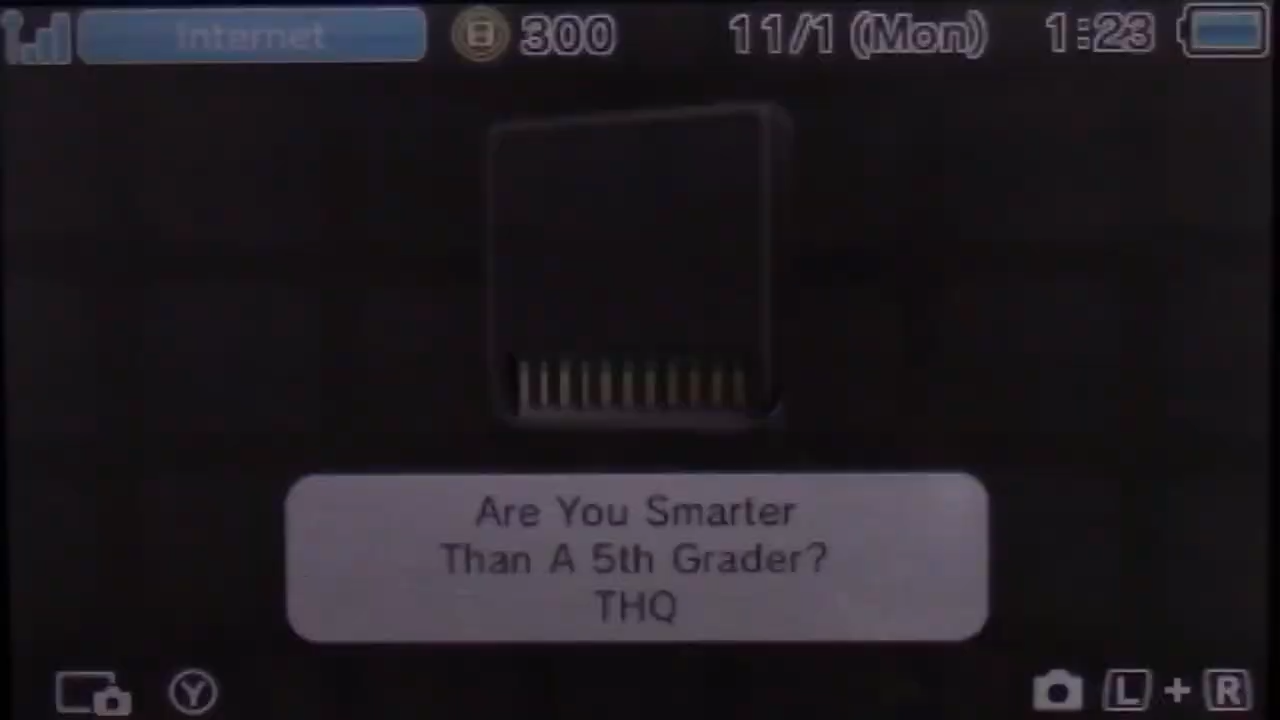 Internet 300 11/1 (Mon) 1:23
Are You Smarter
Than A 5th Grader?
THQ
Y L + R